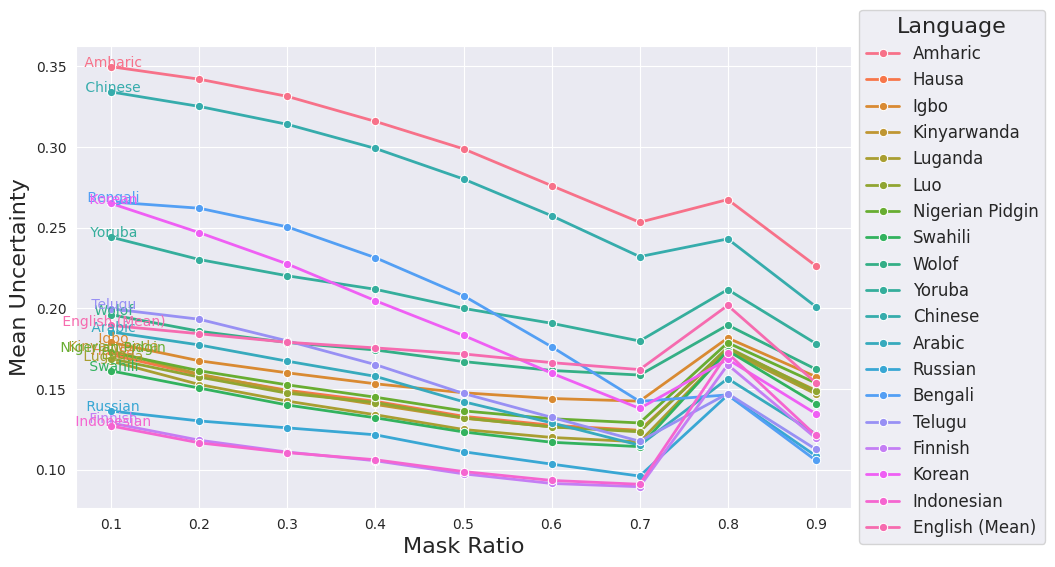 Language
Amharic
Hausa
Igbo
Kinyarwanda
Luganda
Luo
Nigerian Pidgin
Swahili
Wolof
Yoruba
Chinese
Arabic
Russian
Bengali
Telugu
Finnish
Korean
Indonesian
English (Mean)
Mean Uncertainty
0.35
0.30
0.25
0.20
0.15
0.10
Amharic
Chinese
Bengali
Korean
Yoruba
Telugu
Wolof
English (Mean)
Arabic
Igbo
Kinyarwanda
Nigerian Pidgin
Luganda
Swahili
Russian
Finnish
Indonesian
0.1 0.2 0.3 0.4 0.5 0.6 0.7 0.8 0.9
Mask Ratio